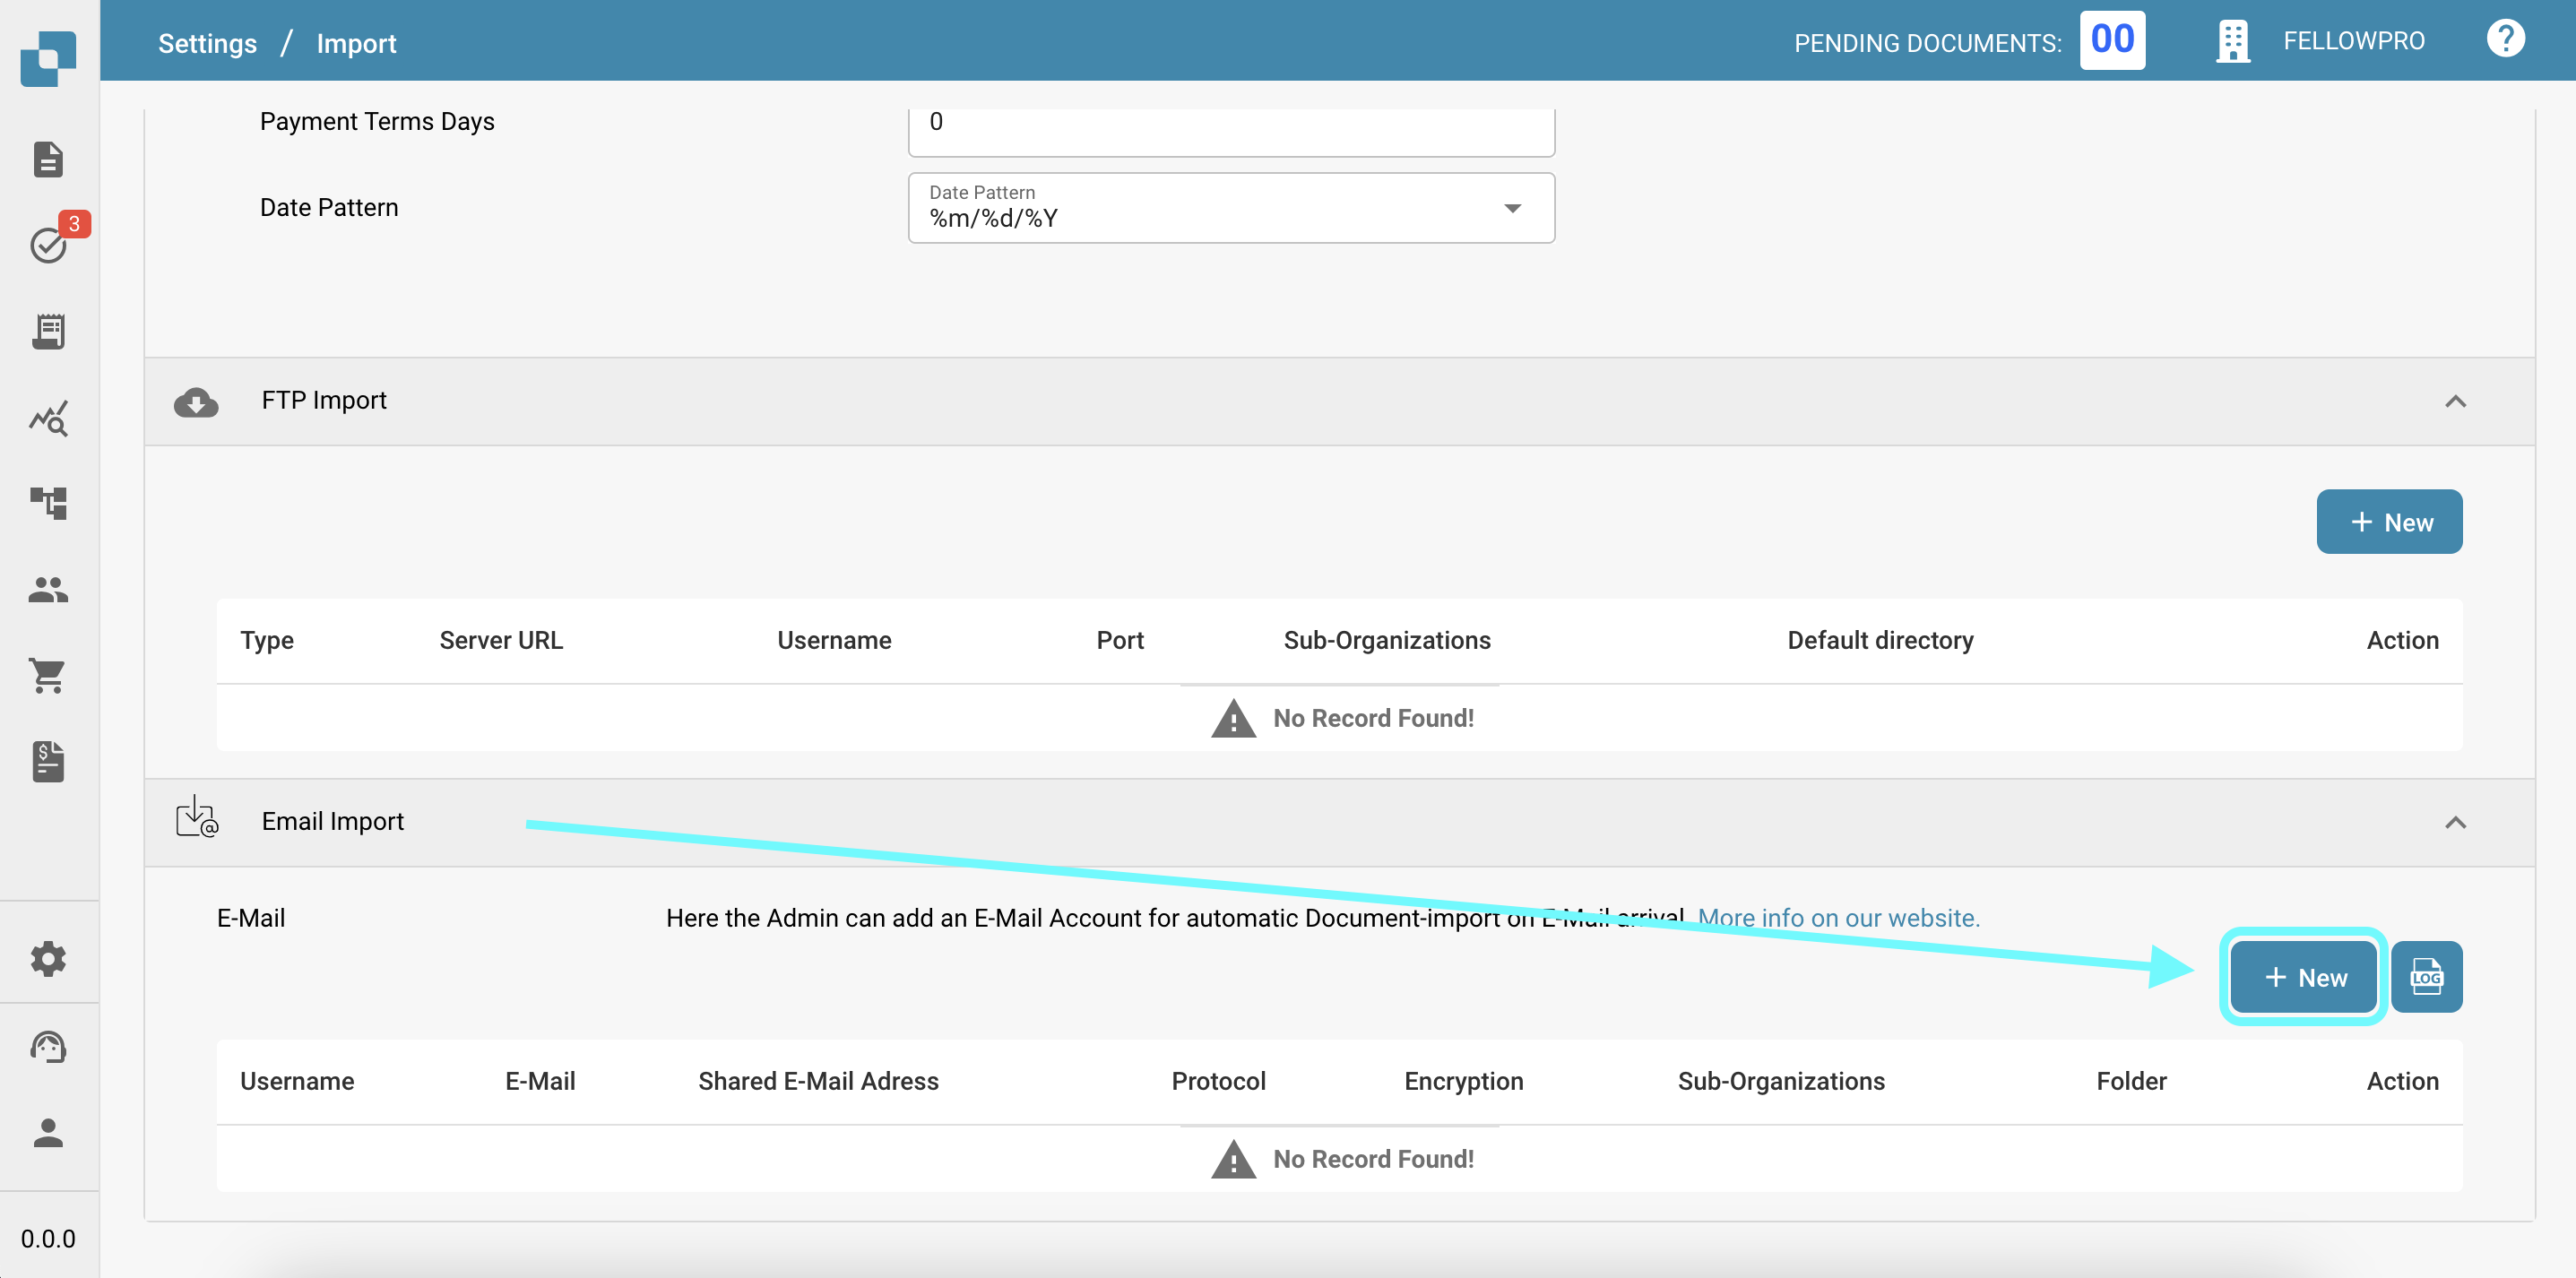 Settings / Import
PENDING DOCUMENTS: 00
FELLOWPRO
?
3
Payment Terms Days
0
Date Pattern
Date Pattern
%m/%d/%Y
FTP Import
+ New
Type Server URL Username Port Sub-Organizations Default directory Action
No Record Found!
Email Import
E-Mail
Here the Admin can add an E-Mail Account for automatic Document-import on E-Mail arrival. More info on our website.
+ New
LOG
Username E-Mail Shared E-Mail Adress Protocol Encryption Sub-Organizations Folder Action
No Record Found!
0.0.0